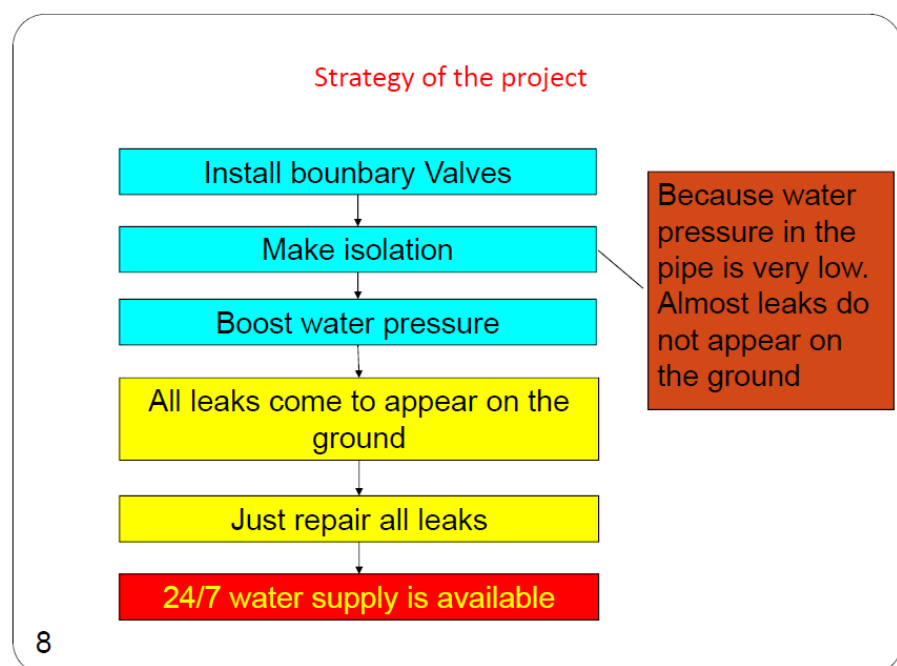 Strategy of the project
Install bounbary Valves
Make isolation
Boost water pressure
All leaks come to appear on the
ground
Just repair all leaks
24/7 water supply is available
Because water
pressure in the
pipe is very low.
Almost leaks do
not appear on
the ground
8